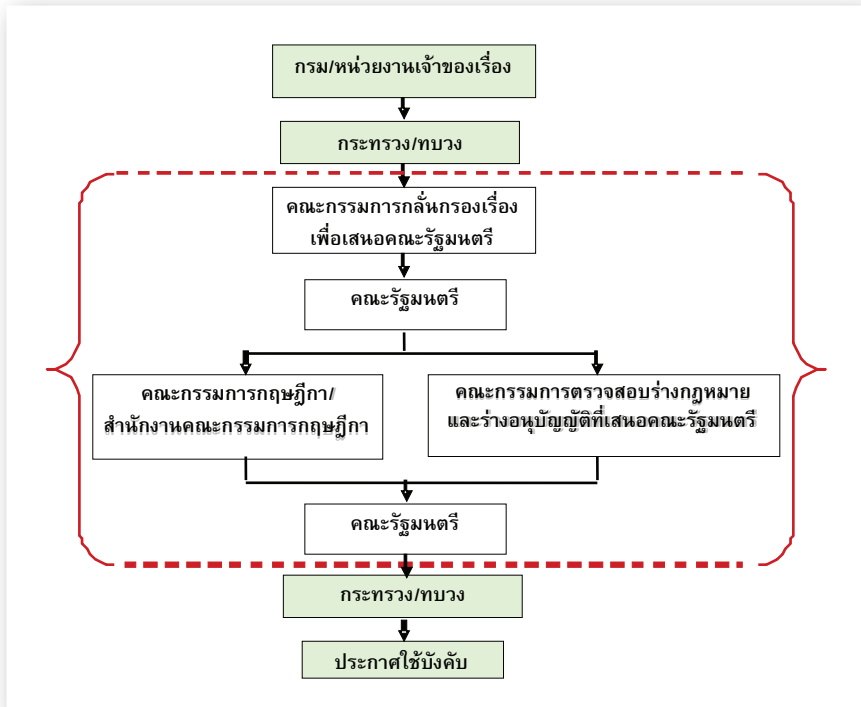 กรม/หน่วยงานเจ้าของเรื่อง
กระทรวง/ทบวง
คณะกรรมการกลั่นกรองเรื่อง
เพื่อเสนอคณะรัฐมนตรี
คณะรัฐมนตรี
คณะกรรมการกฤษฎีกา/
สำนักงานคณะกรรมการกฤษฎีกา
คณะกรรมการตรวจสอบร่างกฎหมาย
และร่างอนุบัญญัติที่เสนอคณะรัฐมนตรี
คณะรัฐมนตรี
กระทรวง/ทบวง
ประกาศใช้บังคับ